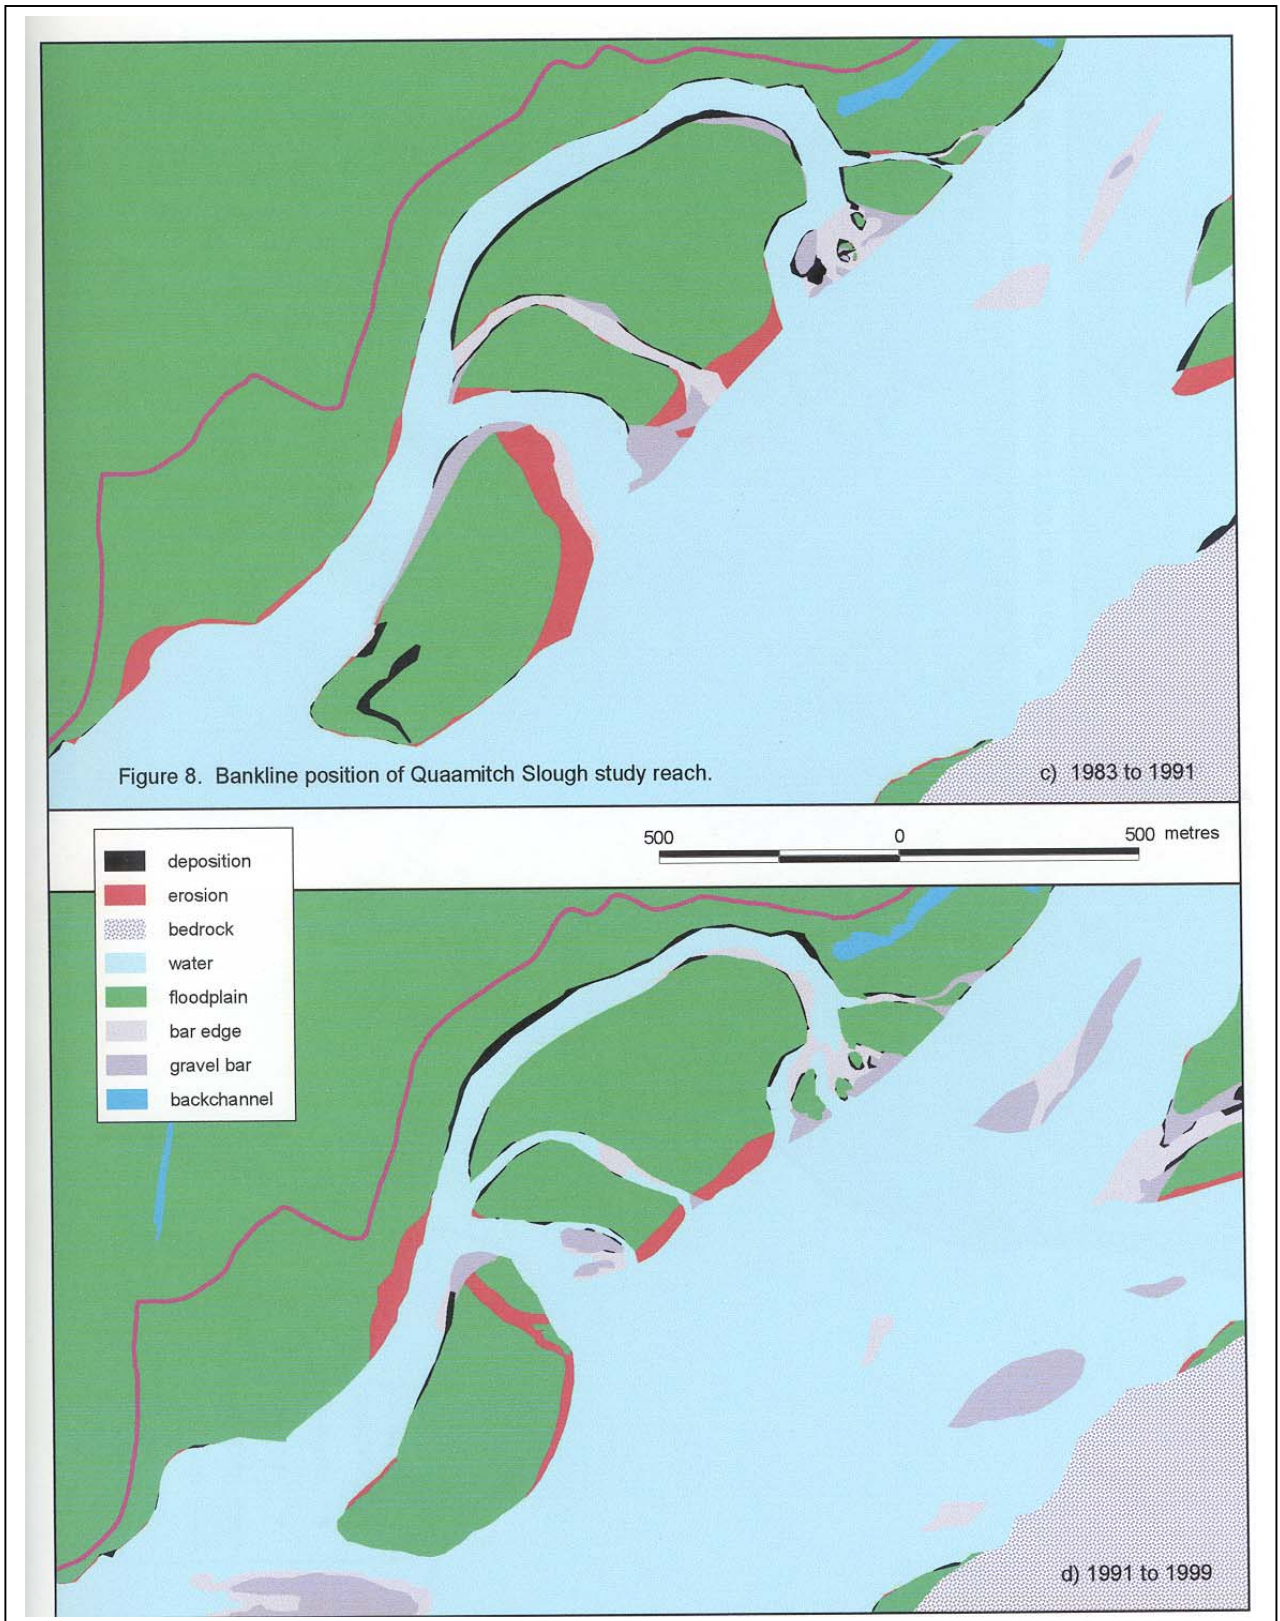 Figure 8. Bankline position of Quaamitch Slough study reach.
c) 1983 to 1991
500 0 500 metres
deposition
erosion
bedrock
water
floodplain
bar edge
gravel bar
backchannel
d) 1991 to 1999